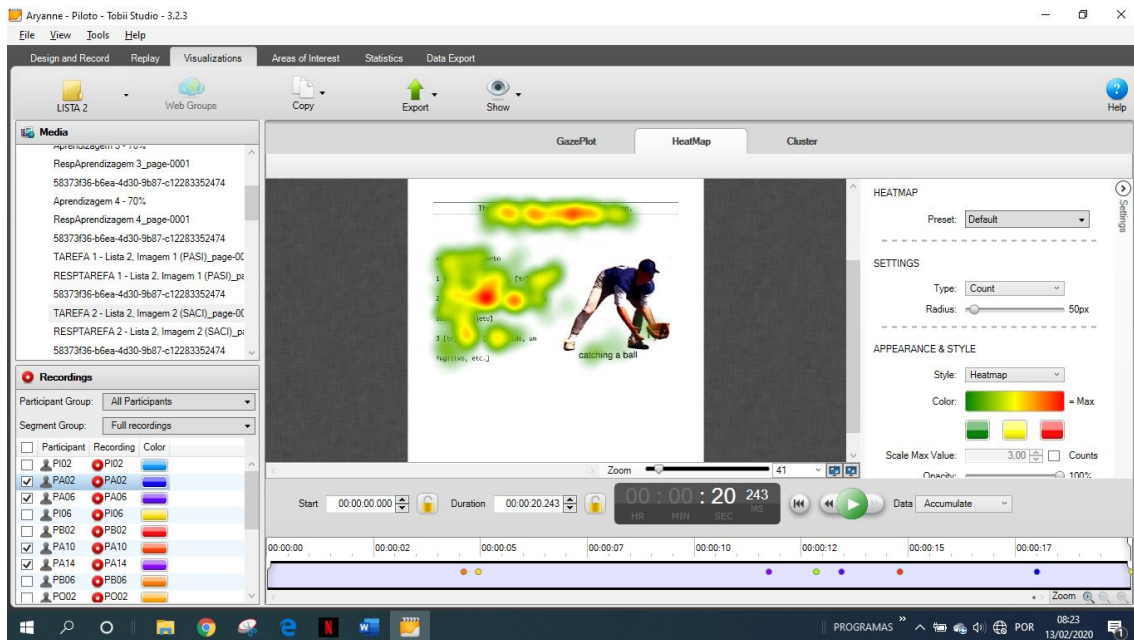 Aryanne - Piloto - Tobii Studio - 3.2.3
File View Tools Help
Design and Record Replay Visualizations Areas of Interest Statistics Data Export
LISTA 2 Web Groups Copy Export Show Help
Media
Aprendizagem 3 - 70%
RespAprendizagem 3_page-0001
58373f36-b6ea-4d30-9b87-c12283352474
Aprendizagem 4 - 70%
RespAprendizagem 4_page-0001
58373f36-b6ea-4d30-9b87-c12283352474
TAREFA 1 - Lista 2, Imagem 1 (PASI)_page-00
RESPTAREFA 1 - Lista 2, Imagem 1 (PASI)_pa
58373f36-b6ea-4d30-9b87-c12283352474
TAREFA 2 - Lista 2, Imagem 2 (SACI)_page-00
RESPTAREFA 2 - Lista 2, Imagem 2 (SACI)_pa
58373f36-b6ea-4d30-9b87-c12283352474
Recordings
Participant Group: All Participants
Segment Group: Full recordings
Participant Recording Color
PI02 PI02
PA02 PA02
PA06 PA06
PI06 PI06
PB02 PB02
PA10 PA10
PA14 PA14
PB06 PB06
PO02 PO02
GazePlot HeatMap Cluster
1
2
3
fugitivo, etc.]
catching a ball
HEATMAP
Preset: Default
SETTINGS
Type: Count
Radius: 50px
APPEARANCE & STYLE
Style: Heatmap
Color: = Max
Scale Max Value: 3,00 Counts
Opacity: 100%
Settings
Zoom 41
Start 00:00:00.000 Duration 00:00:20.243 00 : 00 : 20 243
HR MIN SEC MS
Data Accumulate
00:00:00 00:00:02 00:00:05 00:00:07 00:00:10 00:00:12 00:00:15 00:00:17
Zoom
PROGRAMAS POR 08:23
13/02/2020